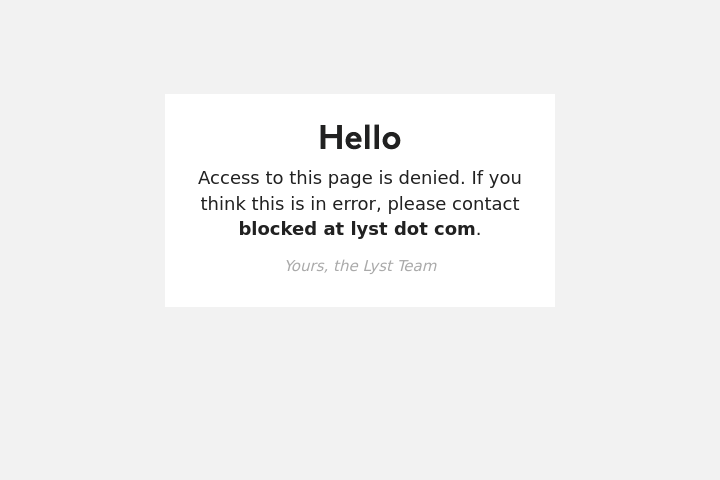 Hello
Access to this page is denied. If you
think this is in error, please contact
blocked at lyst dot com.
Yours, the Lyst Team